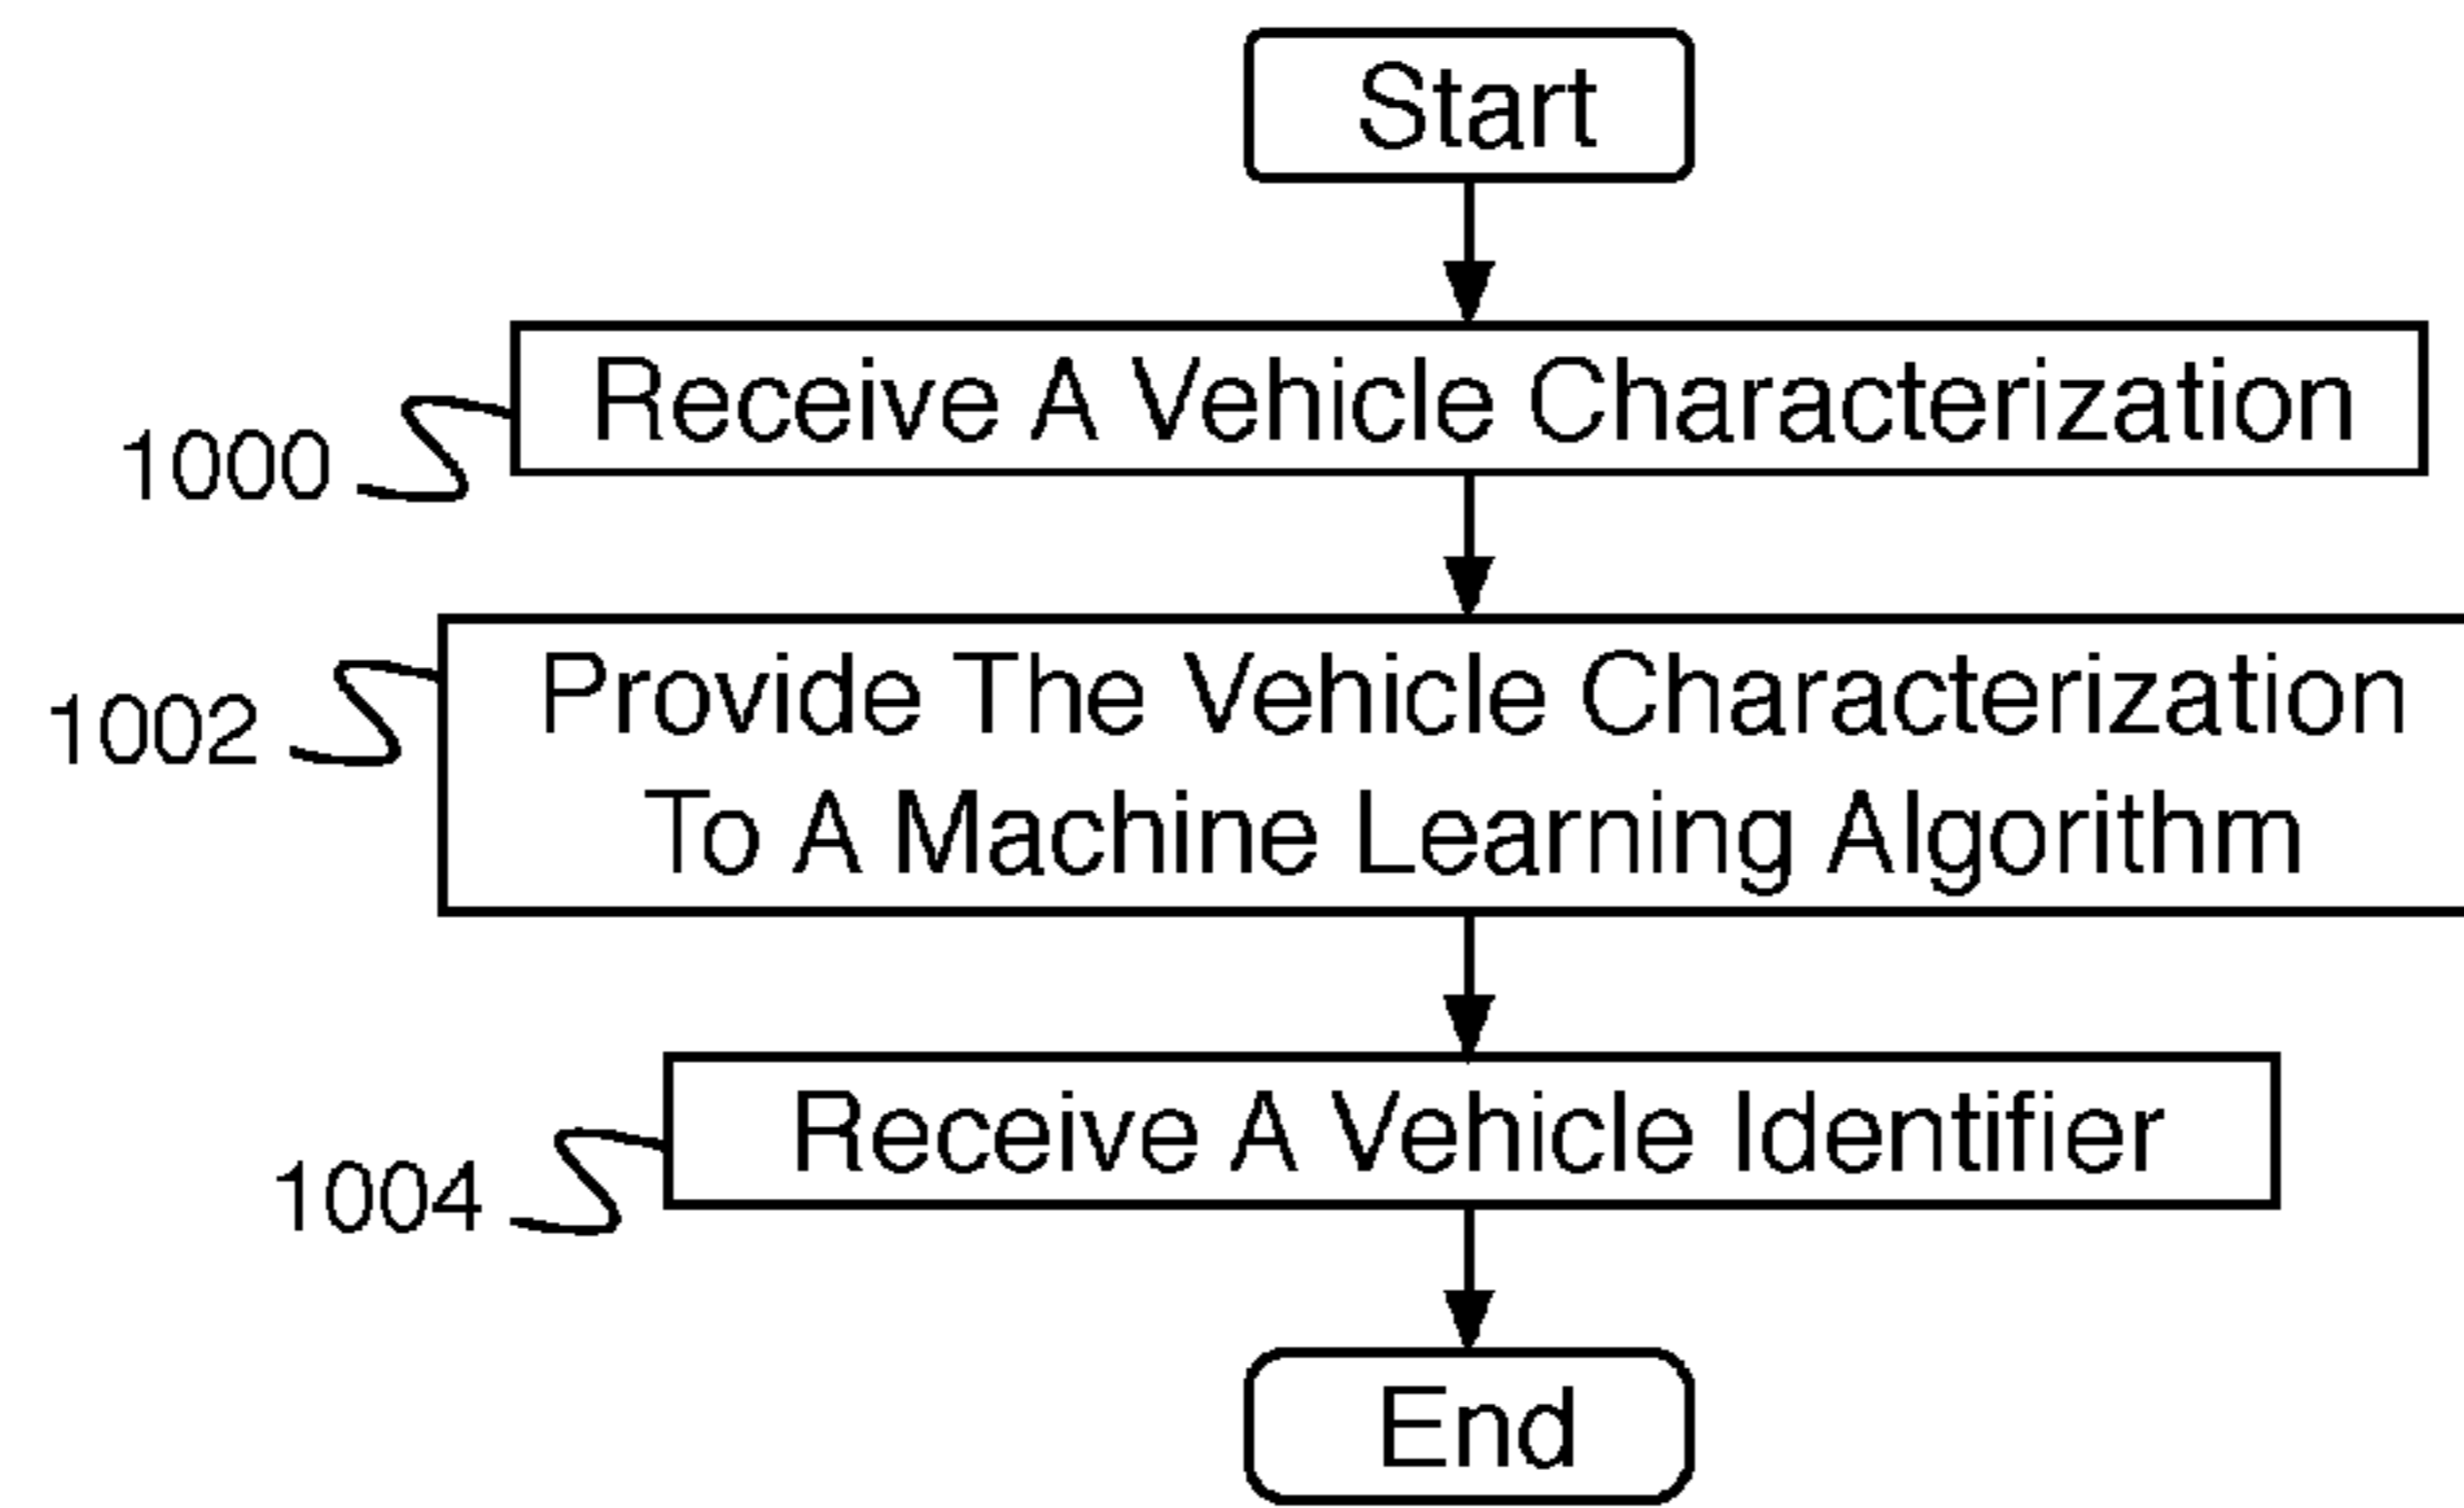 Start
Receive A Vehicle Characterization
1000
Provide The Vehicle Characterization
To A Machine Learning Algorithm
1002
Receive A Vehicle Identifier
1004
End